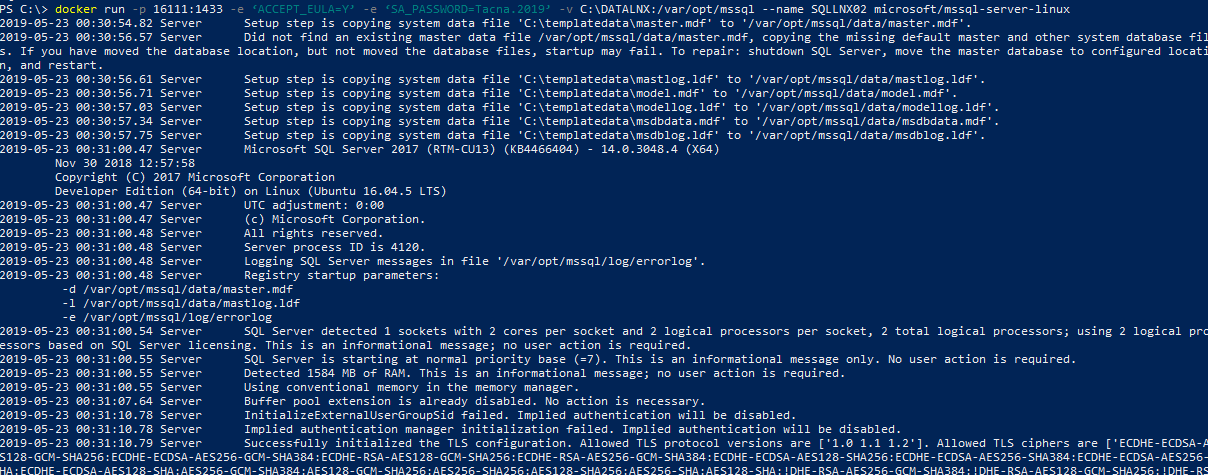 PS C:\> docker run -p 16111:1433 -e ‘ACCEPT_EULA=Y’ -e ‘SA_PASSWORD=Tacna.2019’ -v C:\DATALNX:/var/opt/mssql --name SQLLNX02 microsoft/mssql-server-linux
2019-05-23 00:30:54.82 Server      Setup step is copying system data file 'C:\templatedata\master.mdf' to '/var/opt/mssql/data/master.mdf'.
2019-05-23 00:30:56.57 Server      Did not find an existing master data file /var/opt/mssql/data/master.mdf, copying the missing default master and other system database file
s. If you have moved the database location, but not moved the database files, startup may fail. To repair: shutdown SQL Server, move the master database to configured locatio
n, and restart.
2019-05-23 00:30:56.61 Server      Setup step is copying system data file 'C:\templatedata\mastlog.ldf' to '/var/opt/mssql/data/mastlog.ldf'.
2019-05-23 00:30:56.71 Server      Setup step is copying system data file 'C:\templatedata\model.mdf' to '/var/opt/mssql/data/model.mdf'.
2019-05-23 00:30:57.03 Server      Setup step is copying system data file 'C:\templatedata\modellog.ldf' to '/var/opt/mssql/data/modellog.ldf'.
2019-05-23 00:30:57.34 Server      Setup step is copying system data file 'C:\templatedata\msdbdata.mdf' to '/var/opt/mssql/data/msdbdata.mdf'.
2019-05-23 00:30:57.75 Server      Setup step is copying system data file 'C:\templatedata\msdblog.ldf' to '/var/opt/mssql/data/msdblog.ldf'.
2019-05-23 00:31:00.47 Server      Microsoft SQL Server 2017 (RTM-CU13) (KB4466404) - 14.0.3048.4 (X64)
Nov 30 2018 12:57:58
Copyright (C) 2017 Microsoft Corporation
Developer Edition (64-bit) on Linux (Ubuntu 16.04.5 LTS)
2019-05-23 00:31:00.47 Server      UTC adjustment: 0:00
2019-05-23 00:31:00.47 Server      (c) Microsoft Corporation.
2019-05-23 00:31:00.48 Server      All rights reserved.
2019-05-23 00:31:00.48 Server      Server process ID is 4120.
2019-05-23 00:31:00.48 Server      Logging SQL Server messages in file '/var/opt/mssql/log/errorlog'.
2019-05-23 00:31:00.48 Server      Registry startup parameters:
-d /var/opt/mssql/data/master.mdf
-l /var/opt/mssql/data/mastlog.ldf
-e /var/opt/mssql/log/errorlog
2019-05-23 00:31:00.54 Server      SQL Server detected 1 sockets with 2 cores per socket and 2 logical processors per socket, 2 total logical processors; using 2 logical proc
essors based on SQL Server licensing. This is an informational message; no user action is required.
2019-05-23 00:31:00.55 Server      SQL Server is starting at normal priority base (=7). This is an informational message only. No user action is required.
2019-05-23 00:31:00.55 Server      Detected 1584 MB of RAM. This is an informational message; no user action is required.
2019-05-23 00:31:00.55 Server      Using conventional memory in the memory manager.
2019-05-23 00:31:07.64 Server      Buffer pool extension is already disabled. No action is necessary.
2019-05-23 00:31:10.78 Server      InitializeExternalUserGroupSid failed. Implied authentication will be disabled.
2019-05-23 00:31:10.78 Server      Implied authentication manager initialization failed. Implied authentication will be disabled.
2019-05-23 00:31:10.79 Server      Successfully initialized the TLS configuration. Allowed TLS protocol versions are ['1.0 1.1 1.2']. Allowed TLS ciphers are ['ECDHE-ECDSA-A
ES128-GCM-SHA256:ECDHE-ECDSA-AES256-GCM-SHA384:ECDHE-RSA-AES128-GCM-SHA256:ECDHE-RSA-AES256-GCM-SHA384:ECDHE-ECDSA-AES128-SHA256:ECDHE-ECDSA-AES256-